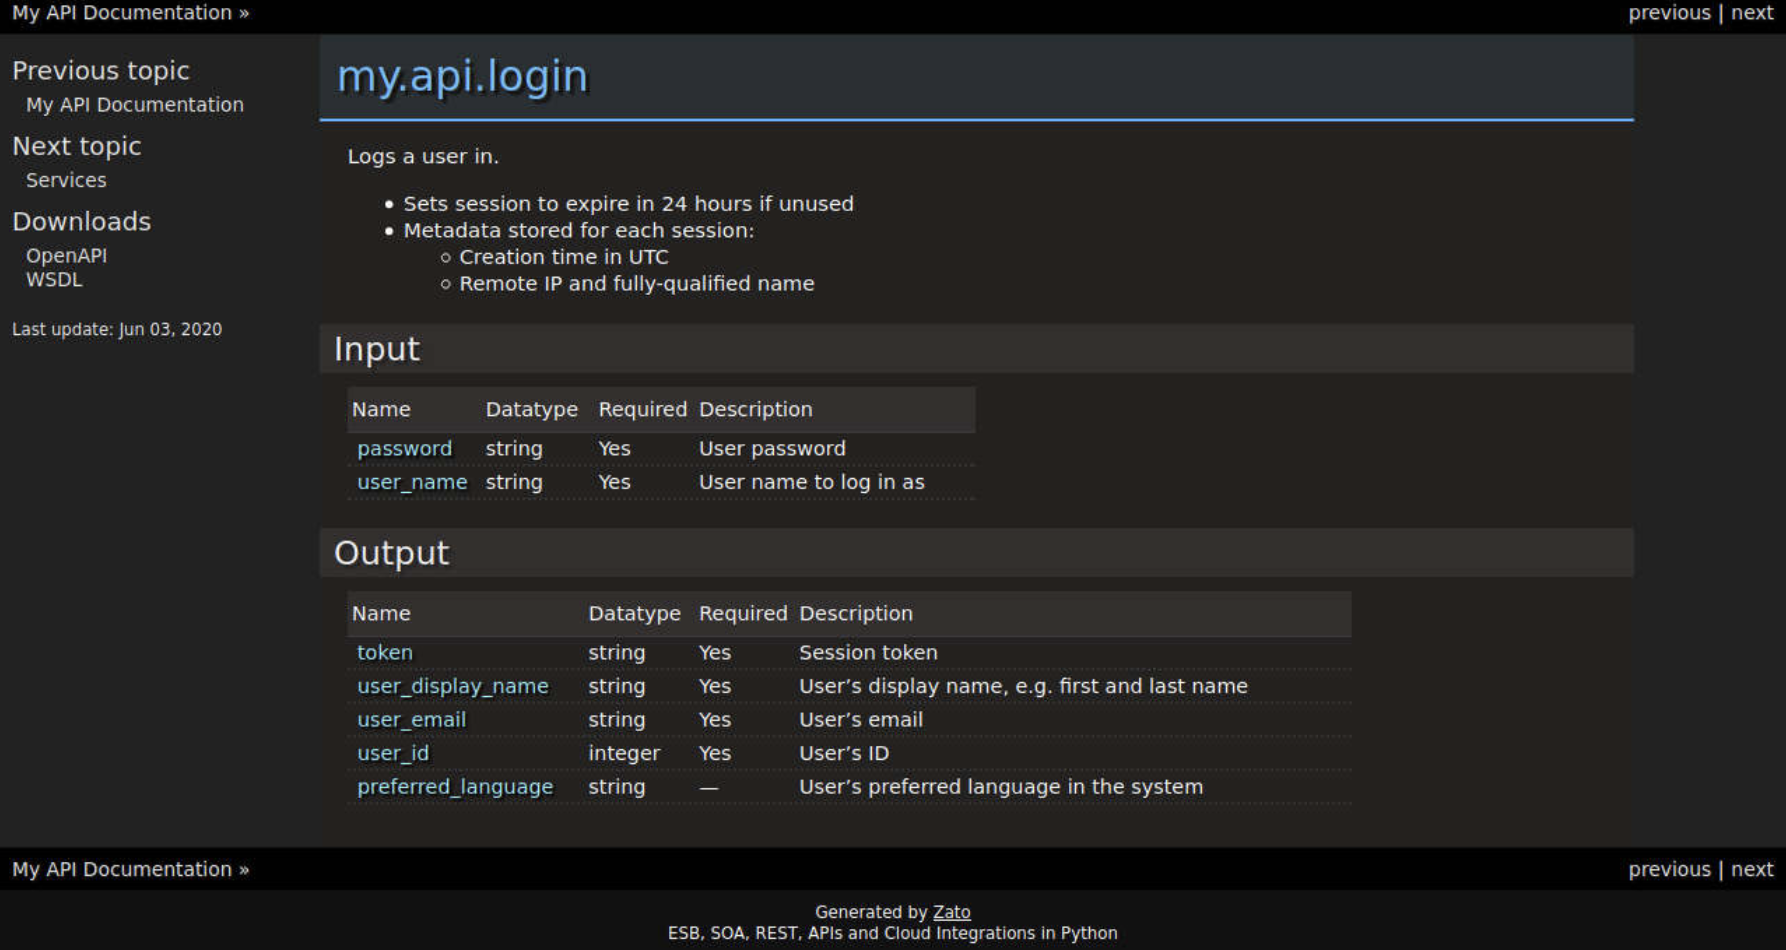 My API Documentation » previous | next
Previous topic
My API Documentation
Next topic
Services
Downloads
OpenAPI
WSDL
Last update: Jun 03, 2020
my.api.login
Logs a user in.
• Sets session to expire in 24 hours if unused
• Metadata stored for each session:
◦ Creation time in UTC
◦ Remote IP and fully-qualified name
Input
Name Datatype Required Description
password string Yes User password
user_name string Yes User name to log in as
Output
Name Datatype Required Description
token string Yes Session token
user_display_name string Yes User’s display name, e.g. first and last name
user_email string Yes User’s email
user_id integer Yes User’s ID
preferred_language string — User’s preferred language in the system
My API Documentation » previous | next
Generated by Zato
ESB, SOA, REST, APIs and Cloud Integrations in Python